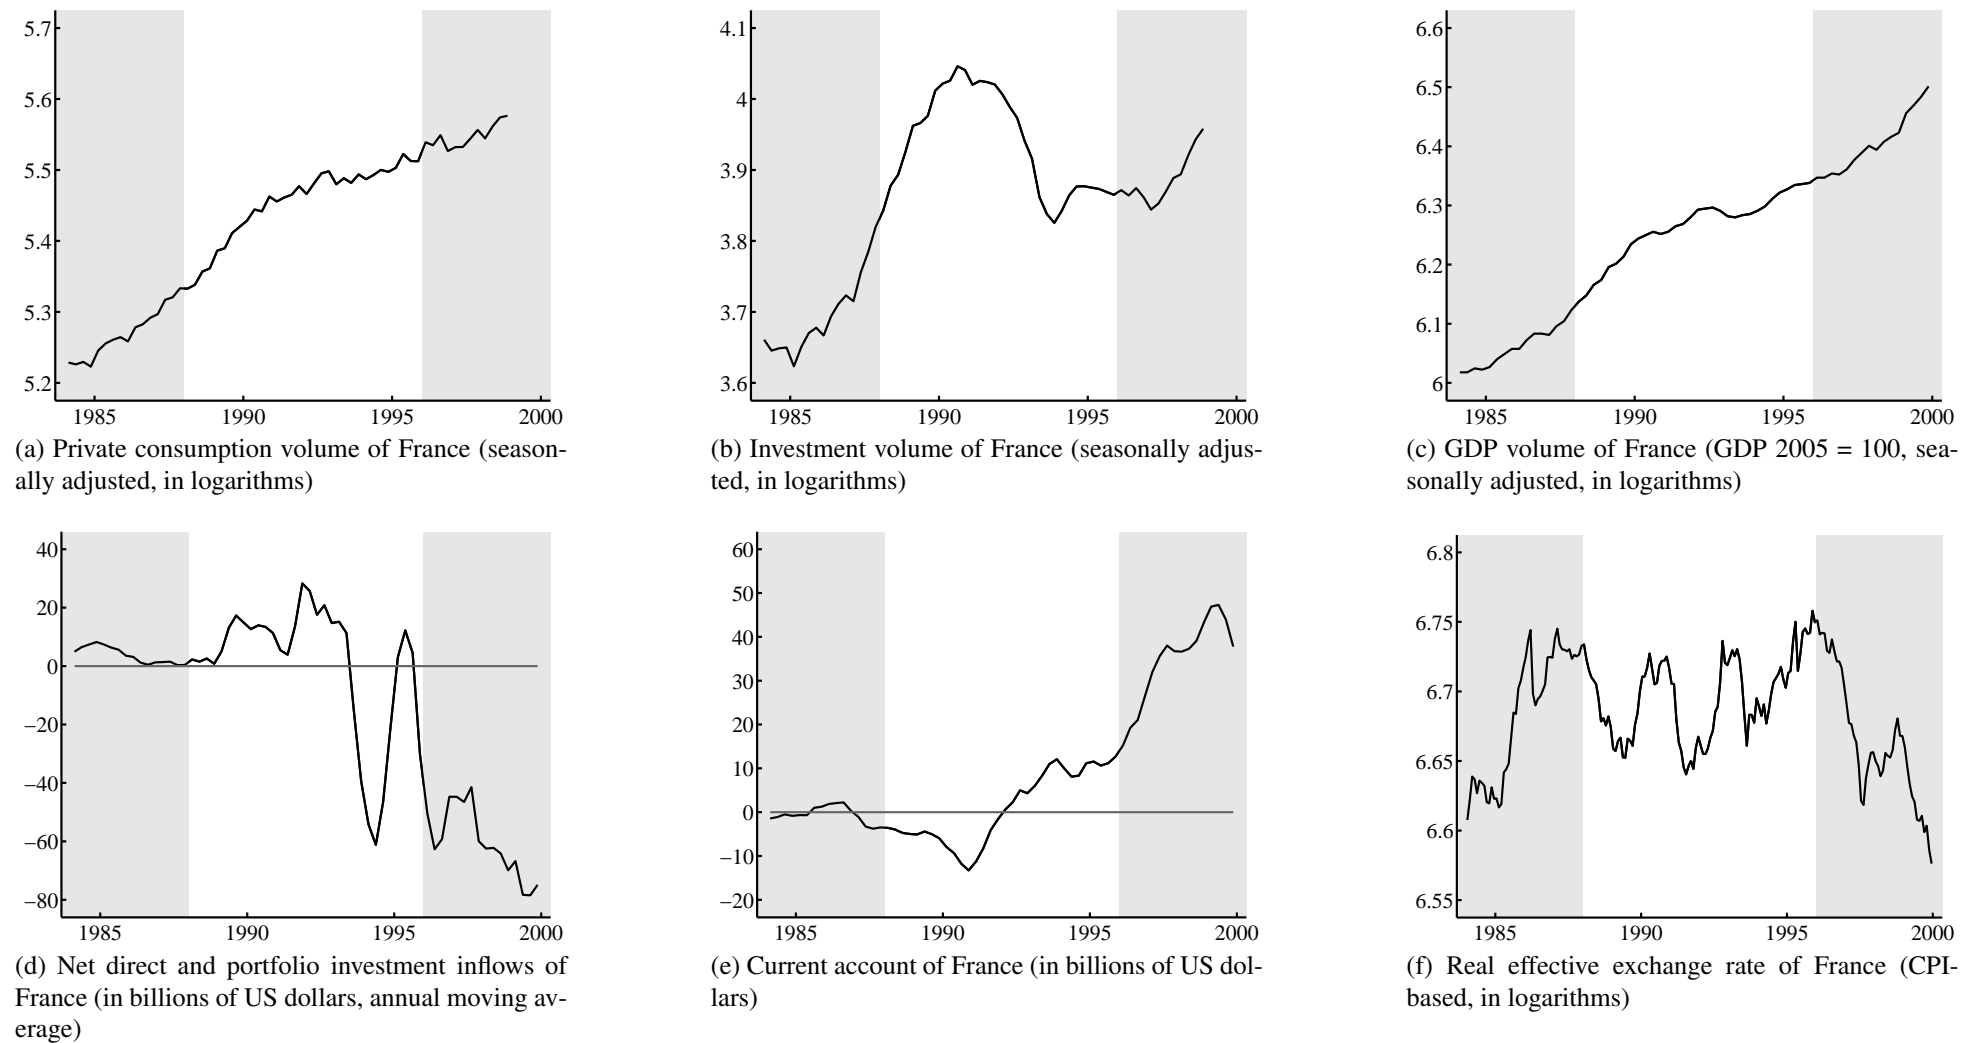 5.7
5.6
5.5
5.4
5.3
5.2
1985 1990 1995 2000
(a) Private consumption volume of France (season-
ally adjusted, in logarithms)
4.1
4
3.9
3.8
3.7
3.6
1985 1990 1995 2000
(b) Investment volume of France (seasonally adjus-
ted, in logarithms)
6.6
6.5
6.4
6.3
6.2
6.1
6
1985 1990 1995 2000
(c) GDP volume of France (GDP 2005 = 100, sea-
sonally adjusted, in logarithms)
40
20
0
−20
−40
−60
−80
1985 1990 1995 2000
(d) Net direct and portfolio investment inflows of
France (in billions of US dollars, annual moving av-
erage)
60
50
40
30
20
10
0
−10
−20
1985 1990 1995 2000
(e) Current account of France (in billions of US dol-
lars)
6.8
6.75
6.7
6.65
6.6
6.55
1985 1990 1995 2000
(f) Real effective exchange rate of France (CPI-
based, in logarithms)